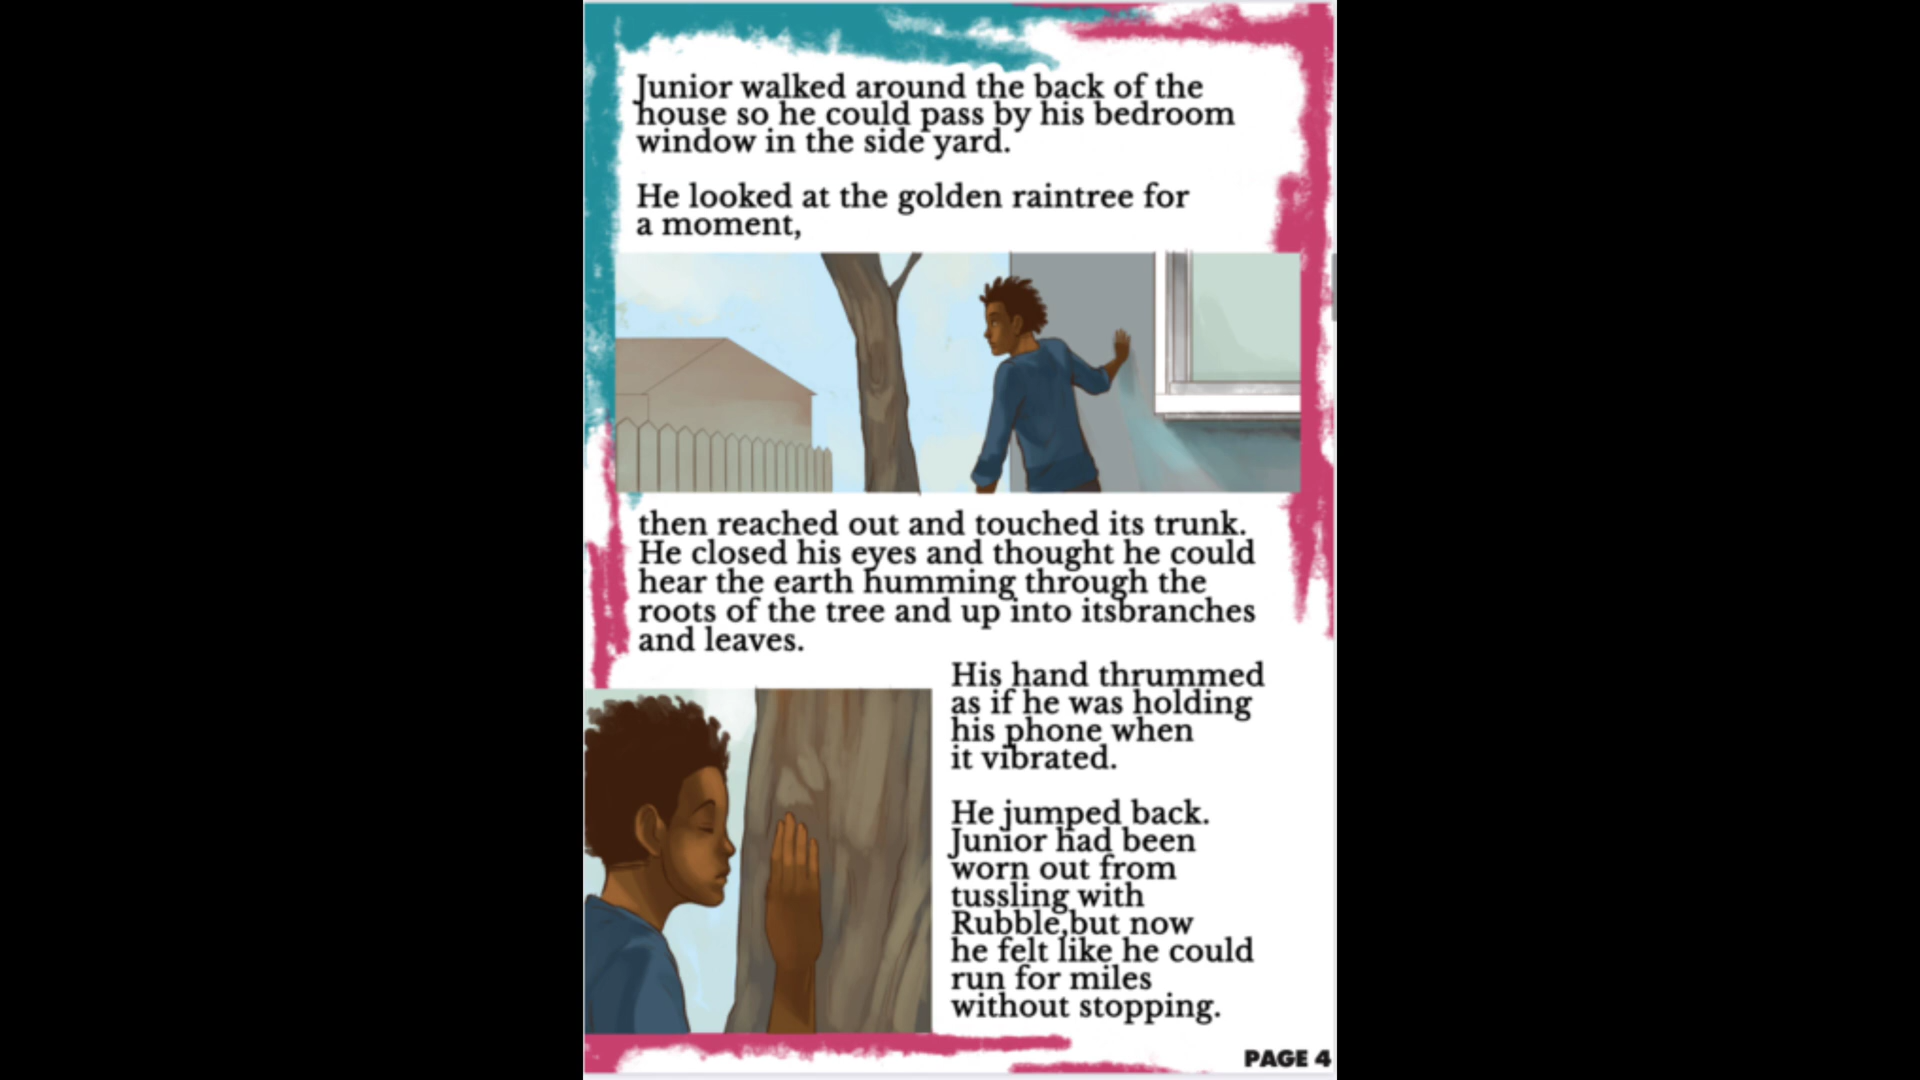 Junior walked around the back of the
house so he could pass by his bedroom
window in the side yard.
He looked at the golden raintree for
a moment,
then reached out and touched its trunk.
He closed his eyes and thought he could
hear the earth humming through the
roots of the tree and up into itsbranches
and leaves.
His hand thrummed
as if he was holding
his phone when
it vibrated.
He jumped back.
Junior had been
worn out from
tussling with
Rubble,but now
he felt like he could
run for miles
without stopping.
PAGE 4